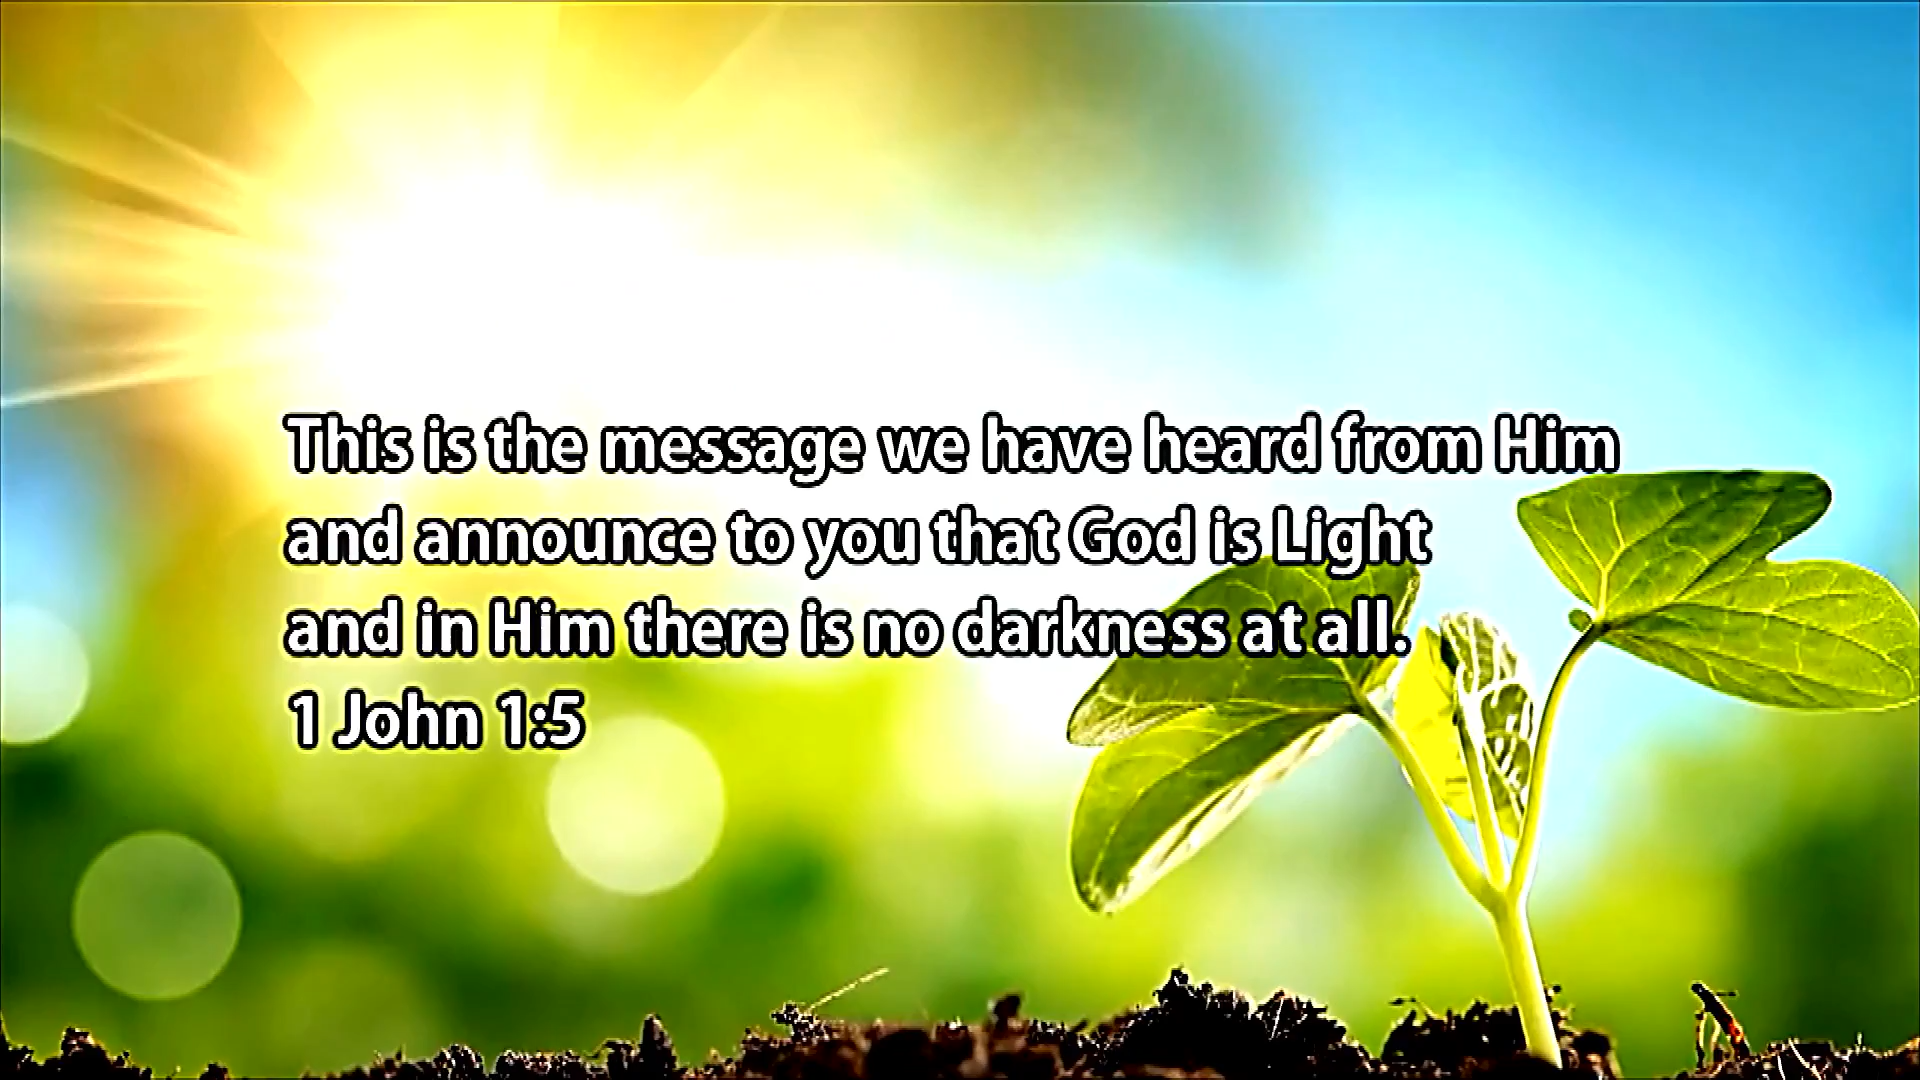 This is the message we have heard from Him
and announce to you that God is Light
and in Him there is no darkness at all.
1 John 1:5